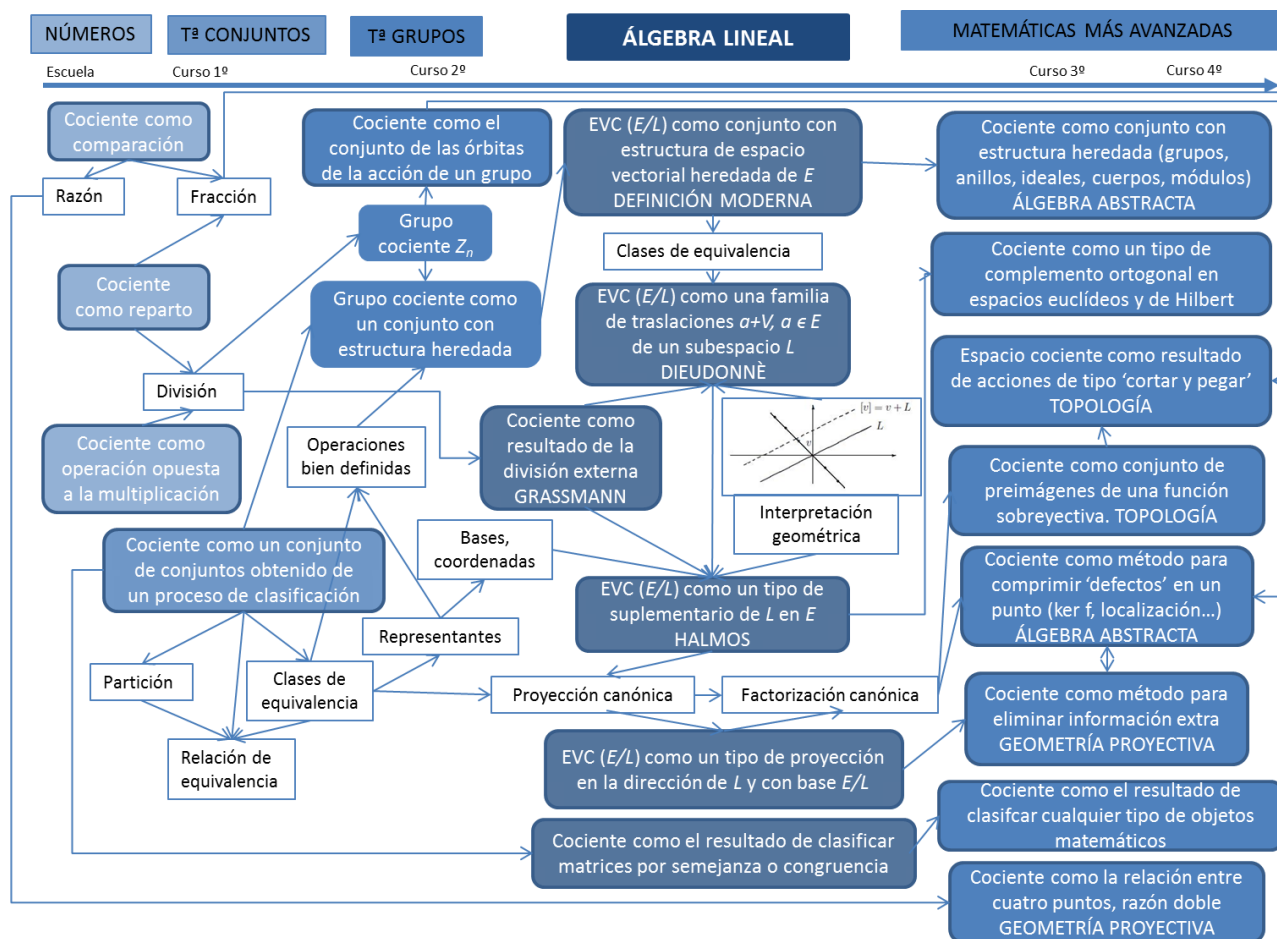 NÚMEROS
Tª CONJUNTOS
Tª GRUPOS
ÁLGEBRA LINEAL
MATEMÁTICAS MÁS AVANZADAS
Escuela
Curso 1º
Curso 2º
Curso 3º
Curso 4º
Cociente como
comparación
Razón
Fracción
Cociente
como reparto
División
Cociente como
operación opuesta
a la multiplicación
Cociente como un conjunto
de conjuntos obtenido de
un proceso de clasificación
Partición
Clases de
equivalencia
Relación de
equivalencia
Cociente como el
conjunto de las órbitas
de la acción de un grupo
Grupo
cociente Zn
Grupo cociente como
un conjunto con
estructura heredada
Operaciones
bien definidas
Bases,
coordenadas
Representantes
EVC (E/L) como conjunto con
estructura de espacio
vectorial heredada de E
DEFINICIÓN MODERNA
Clases de equivalencia
EVC (E/L) como una familia
de traslaciones a+V, a ϵ E
de un subespacio L
DIEUDONNÈ
Cociente como
resultado de la
división externa
GRASSMANN
[v] = v + L
L
v
Interpretación
geométrica
EVC (E/L) como un tipo de
suplementario de L en E
HALMOS
Proyección canónica
Factorización canónica
EVC (E/L) como un tipo de proyección
en la dirección de L y con base E/L
Cociente como el resultado de clasificar
matrices por semejanza o congruencia
Cociente como conjunto con
estructura heredada (grupos,
anillos, ideales, cuerpos, módulos)
ÁLGEBRA ABSTRACTA
Cociente como un tipo de
complemento ortogonal en
espacios euclídeos y de Hilbert
Espacio cociente como resultado
de acciones de tipo ‘cortar y pegar’
TOPOLOGÍA
Cociente como conjunto de
preimágenes de una función
sobreyectiva. TOPOLOGÍA
Cociente como método para
comprimir ‘defectos’ en un
punto (ker f, localización…)
ÁLGEBRA ABSTRACTA
Cociente como método para
eliminar información extra
GEOMETRÍA PROYECTIVA
Cociente como el resultado de
clasifcar cualquier tipo de objetos
matemáticos
Cociente como la relación entre
cuatro puntos, razón doble
GEOMETRÍA PROYECTIVA